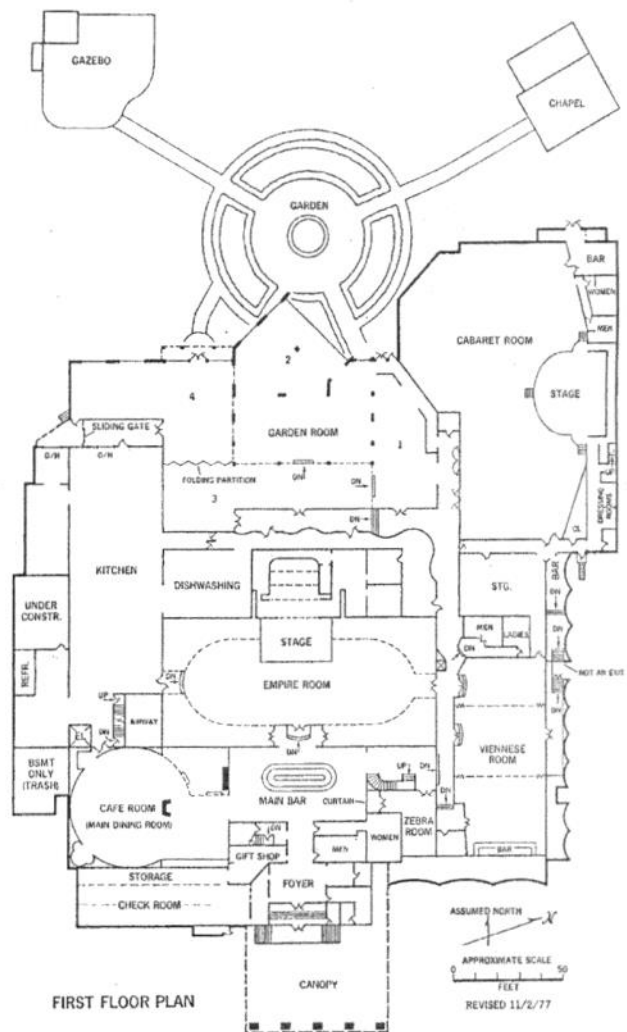 GAZEBO
CHAPEL
GARDEN
BAR
WOMEN
MEN
CABARET ROOM
STAGE
2
4
GARDEN ROOM
1
SLIDING GATE
O/H
O/H
FOLDING PARTITION
DN
DN
3
DN
CL
DRESSING ROOMS
KITCHEN
DISHWASHING
STG.
BAR
DN
UNDER CONSTR.
MEN
LADIES
STAGE
DN
DN
NOT AN EXIT
REFR.
EMPIRE ROOM
DN
UP
DN
EL
DN
VIENNESE ROOM
BSMT ONLY (TRASH)
MAIN BAR
UP
DN
DN
CAFE ROOM
(MAIN DINING ROOM)
CURTAIN
ZEBRA ROOM
DN
WOMEN
MEN
GIFT SHOP
BAR
STORAGE
FOYER
CHECK ROOM
ASSUMED NORTH
N
APPROXIMATE SCALE
0 50
FEET
CANOPY
FIRST FLOOR PLAN
REVISED 11/2/77